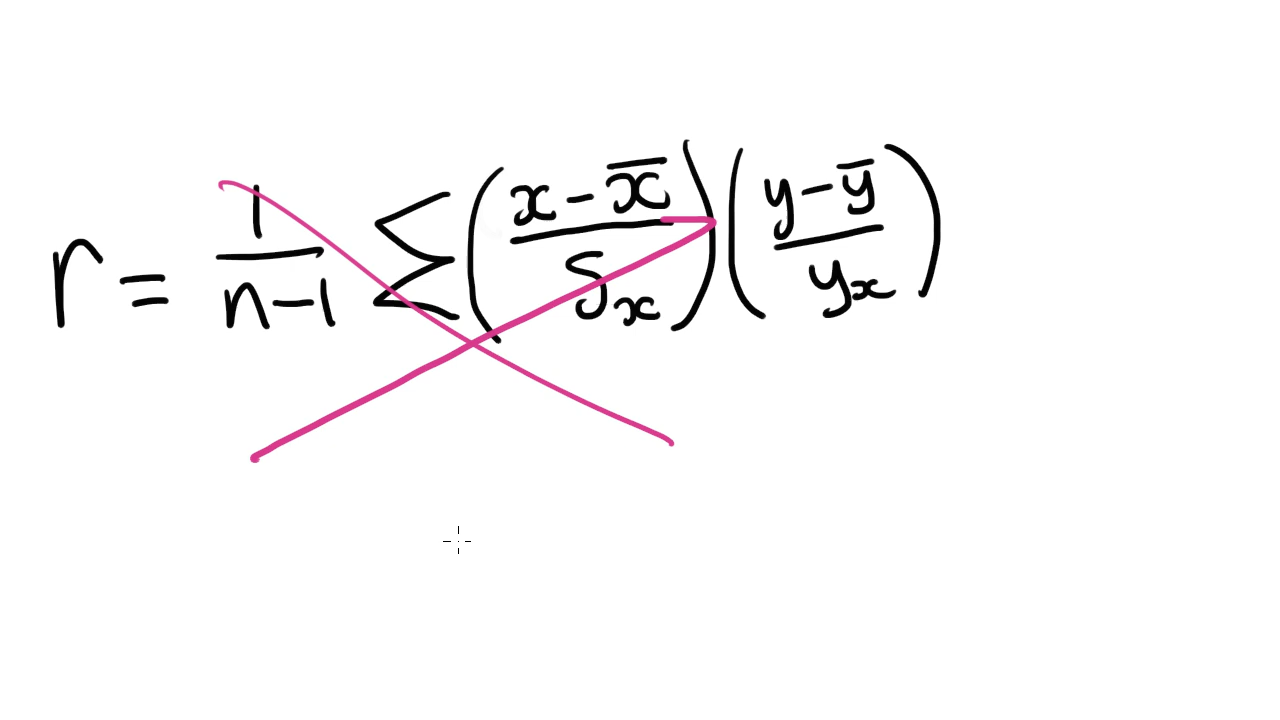 r = 1/(n-1) ∑ ((x - x̅)/Sₓ) ((y - y̅)/yₓ)